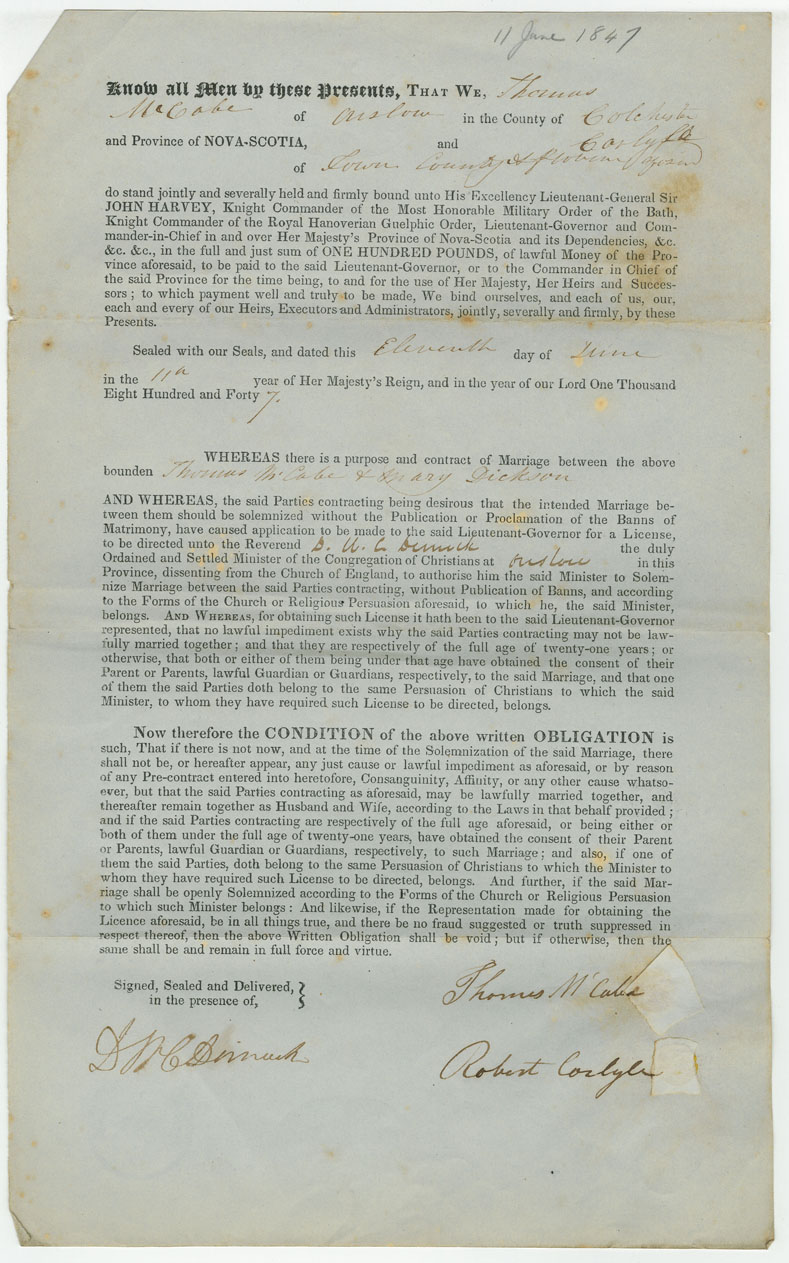 11 June 1847
Know all Men by these Presents, THAT WE, Thomas
McCabe of Onslow in the County of Colchester
and Province of NOVA-SCOTIA, and
of Town County & Province
do stand jointly and severally held and firmly bound unto His Excellency Lieutenant-General Sir
JOHN HARVEY, Knight Commander of the Most Honorable Military Order of the Bath,
Knight Commander of the Royal Hanoverian Guelphic Order, Lieutenant-Governor and Com-
mander-in-Chief in and over Her Majesty's Province of Nova-Scotia and its Dependencies, &c.
&c. &c., in the full and just sum of ONE HUNDRED POUNDS, of lawful Money of the Pro-
vince aforesaid, to be paid to the said Lieutenant-Governor, or to the Commander in Chief of
the said Province for the time being, to and for the use of Her Majesty, Her Heirs and Succes-
sors ; to which payment well and truly to be made, We bind ourselves, and each of us, our,
each and every of our Heirs, Executors and Administrators, jointly, severally and firmly, by these
Presents.
Sealed with our Seals, and dated this Eleventh day of June
in the 11th year of Her Majesty's Reign, and in the year of our Lord One Thousand
Eight Hundred and Forty 7.
WHEREAS there is a purpose and contract of Marriage between the above
bounden Thomas McCabe & Mary Dickson
AND WHEREAS, the said Parties contracting being desirous that the intended Marriage be-
tween them should be solemnized without the Publication or Proclamation of the Banns of
Matrimony, have caused application to be made to the said Lieutenant-Governor for a License,
to be directed unto the Reverend D. W. C. Dimock the duly
Ordained and Settled Minister of the Congregation of Christians at Onslow in this
Province, dissenting from the Church of England, to authorise him the said Minister to Solem-
nize Marriage between the said Parties contracting, without Publication of Banns, and according
to the Forms of the Church or Religious Persuasion aforesaid, to which he, the said Minister,
belongs. AND WHEREAS, for obtaining such License it hath been to the said Lieutenant-Governor
represented, that no lawful impediment exists why the said Parties contracting may not be law-
fully married together ; and that they are respectively of the full age of twenty-one years ; or
otherwise, that both or either of them being under that age have obtained the consent of their
Parent or Parents, lawful Guardian or Guardians, respectively, to the said Marriage, and that one
of them the said Parties doth belong to the same Persuasion of Christians to which the said
Minister, to whom they have required such License to be directed, belongs.
Now therefore the CONDITION of the above written OBLIGATION is
such, That if there is not now, and at the time of the Solemnization of the said Marriage, there
shall not be, or hereafter appear, any just cause or lawful impediment as aforesaid, or by reason
of any Pre-contract entered into heretofore, Consanguinity, Affinity, or any other cause whatso-
ever, but that the said Parties contracting as aforesaid, may be lawfully married together, and
thereafter remain together as Husband and Wife, according to the Laws in that behalf provided ;
and if the said Parties contracting are respectively of the full age aforesaid, or being either or
both of them under the full age of twenty-one years, have obtained the consent of their Parent
or Parents, lawful Guardian or Guardians, respectively, to such Marriage ; and also, if one of
them the said Parties, doth belong to the same Persuasion of Christians to which the Minister to
whom they have required such License to be directed, belongs. And further, if the said Mar-
riage shall be openly Solemnized according to the Forms of the Church or Religious Persuasion
to which such Minister belongs : And likewise, if the Representation made for obtaining the
Licence aforesaid, be in all things true, and there be no fraud suggested or truth suppressed in
respect thereof, then the above Written Obligation shall be void ; but if otherwise, then the
same shall be and remain in full force and virtue.
Signed, Sealed and Delivered,
in the presence of,
Thomas McCabe
D W C Dimock
Robert Corlyle